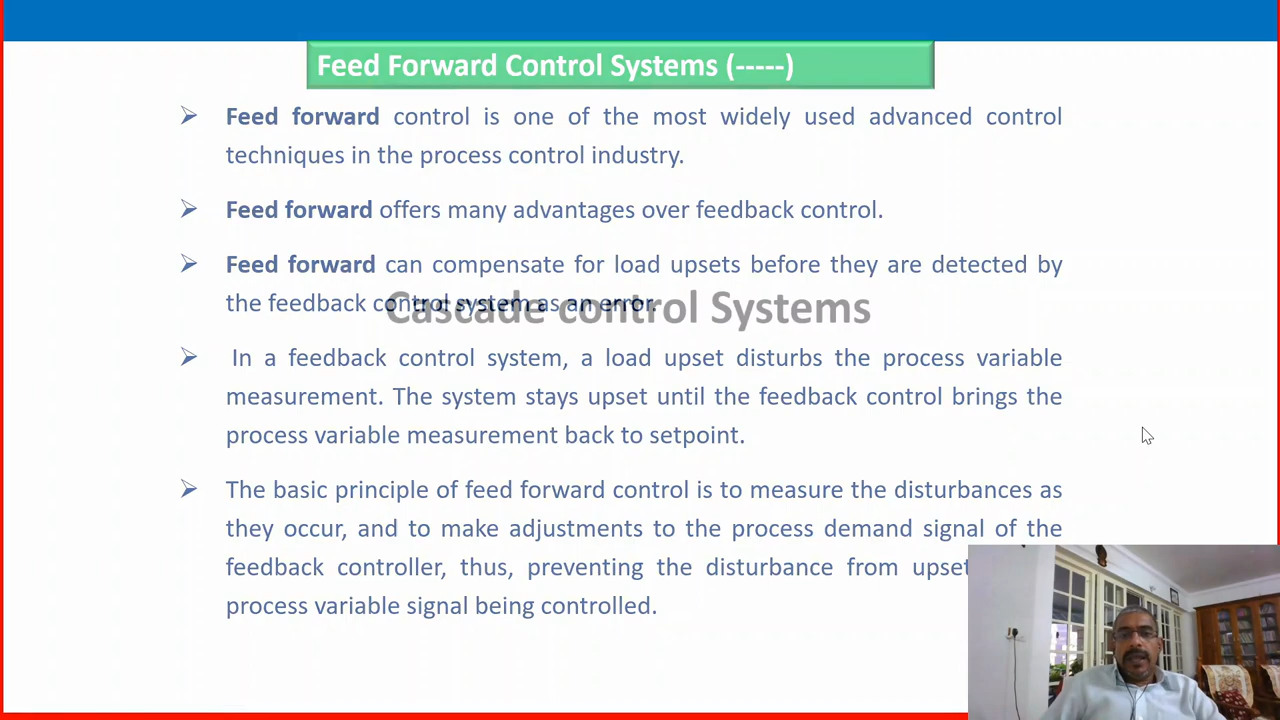 Feed Forward Control Systems (-----)
➢ Feed forward control is one of the most widely used advanced control
techniques in the process control industry.
➢ Feed forward offers many advantages over feedback control.
➢ Feed forward can compensate for load upsets before they are detected by
the feedback control system as an error.
Cascade control Systems
➢ In a feedback control system, a load upset disturbs the process variable
measurement. The system stays upset until the feedback control brings the
process variable measurement back to setpoint.
➢ The basic principle of feed forward control is to measure the disturbances as
they occur, and to make adjustments to the process demand signal of the
feedback controller, thus, preventing the disturbance from upset
process variable signal being controlled.